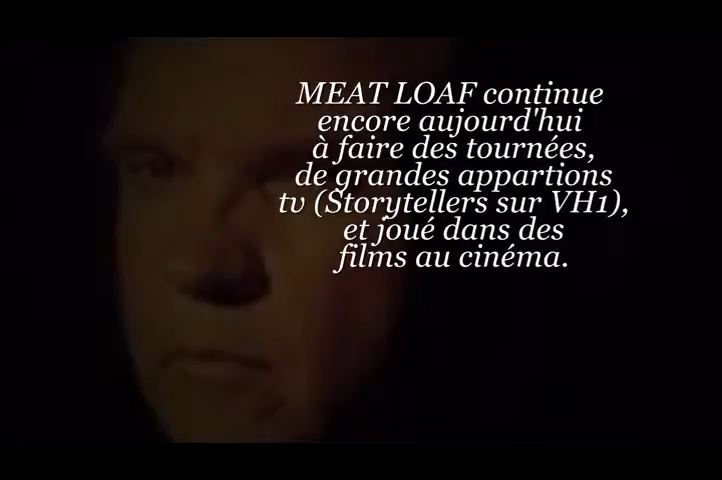 MEAT LOAF continue
encore aujourd'hui
à faire des tournées,
de grandes appartions
tv (Storytellers sur VH1),
et joué dans des
films au cinéma.